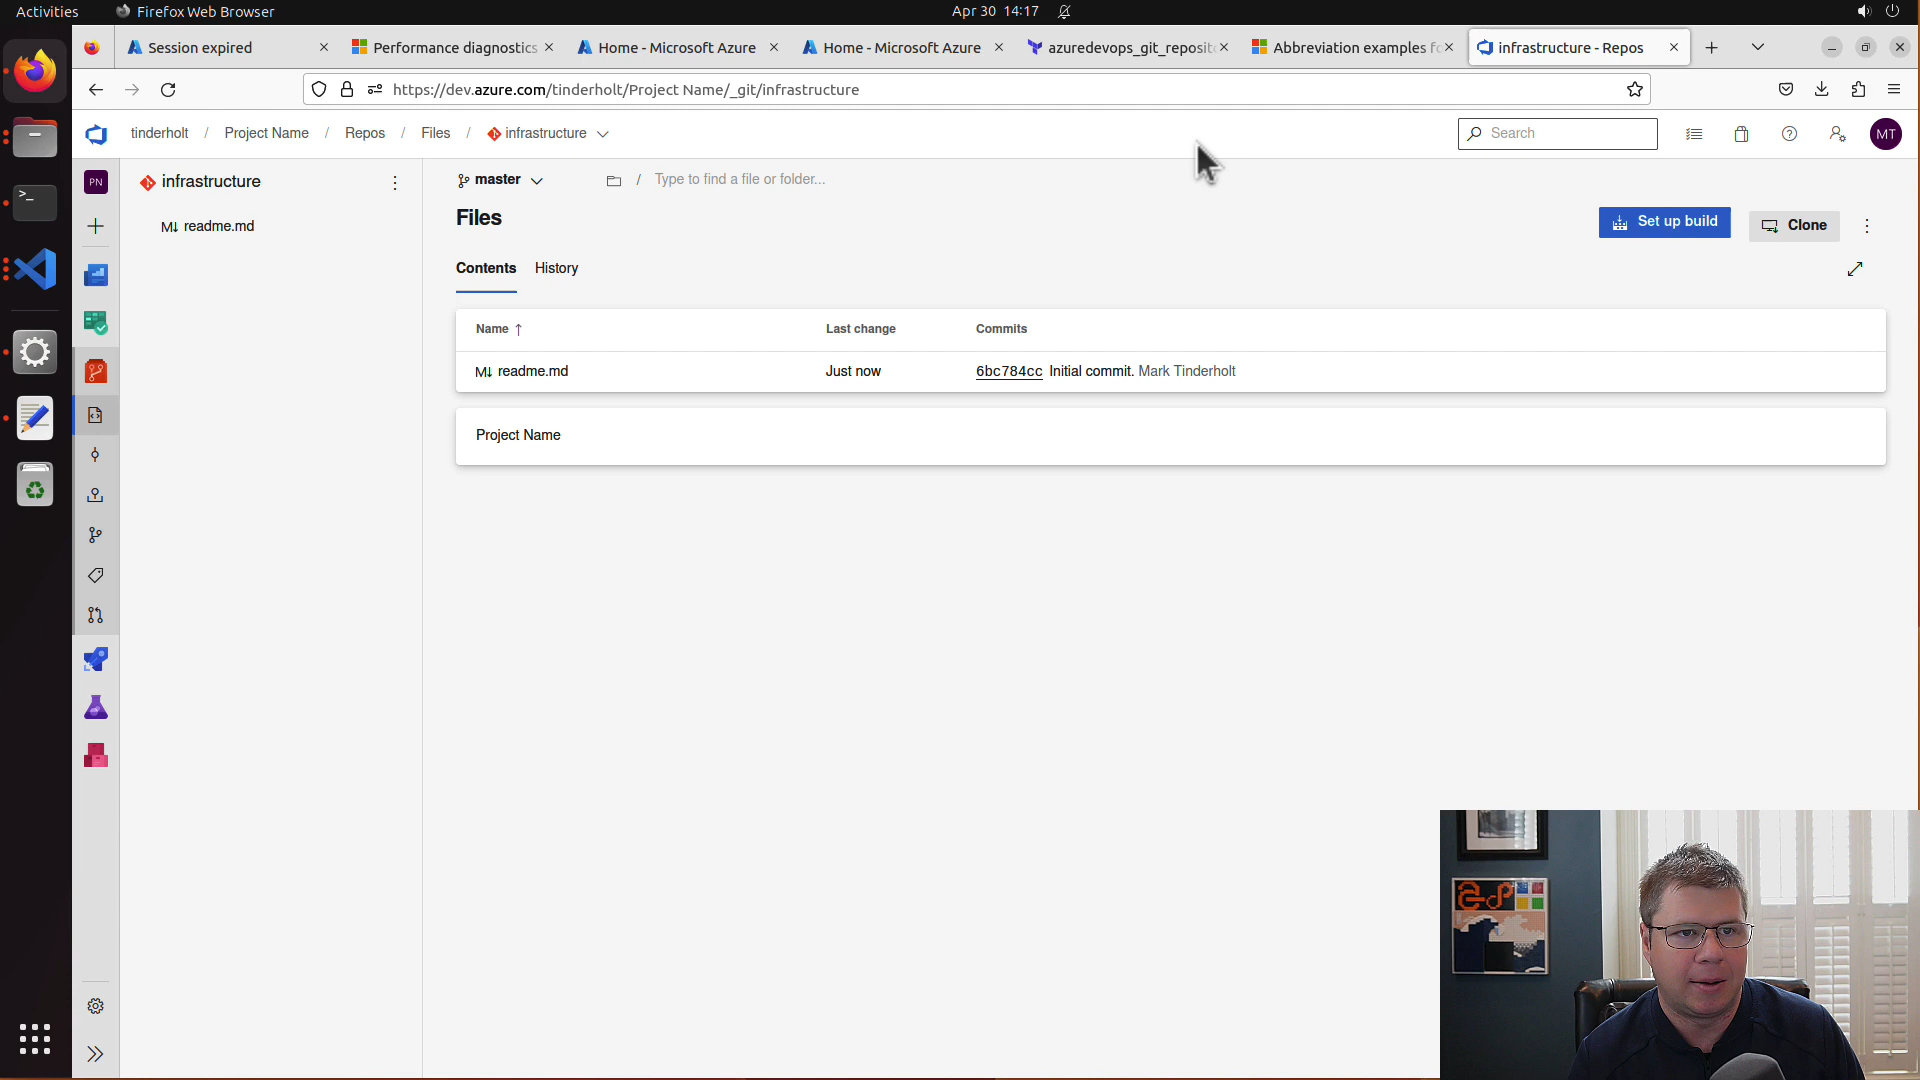 Activities
Firefox Web Browser
Apr 30 14:17
Session expired
Performance diagnostics
Home - Microsoft Azure
Home - Microsoft Azure
azuredevops_git_reposit
Abbreviation examples fo
infrastructure - Repos
https://dev.azure.com/tinderholt/Project Name/_git/infrastructure
tinderholt / Project Name / Repos / Files / infrastructure
Search
MT
PN
infrastructure
master
/ Type to find a file or folder...
Files
Set up build
Clone
M↓ readme.md
Contents
History
Name ↑
Last change
Commits
M↓ readme.md
Just now
6bc784cc Initial commit. Mark Tinderholt
Project Name